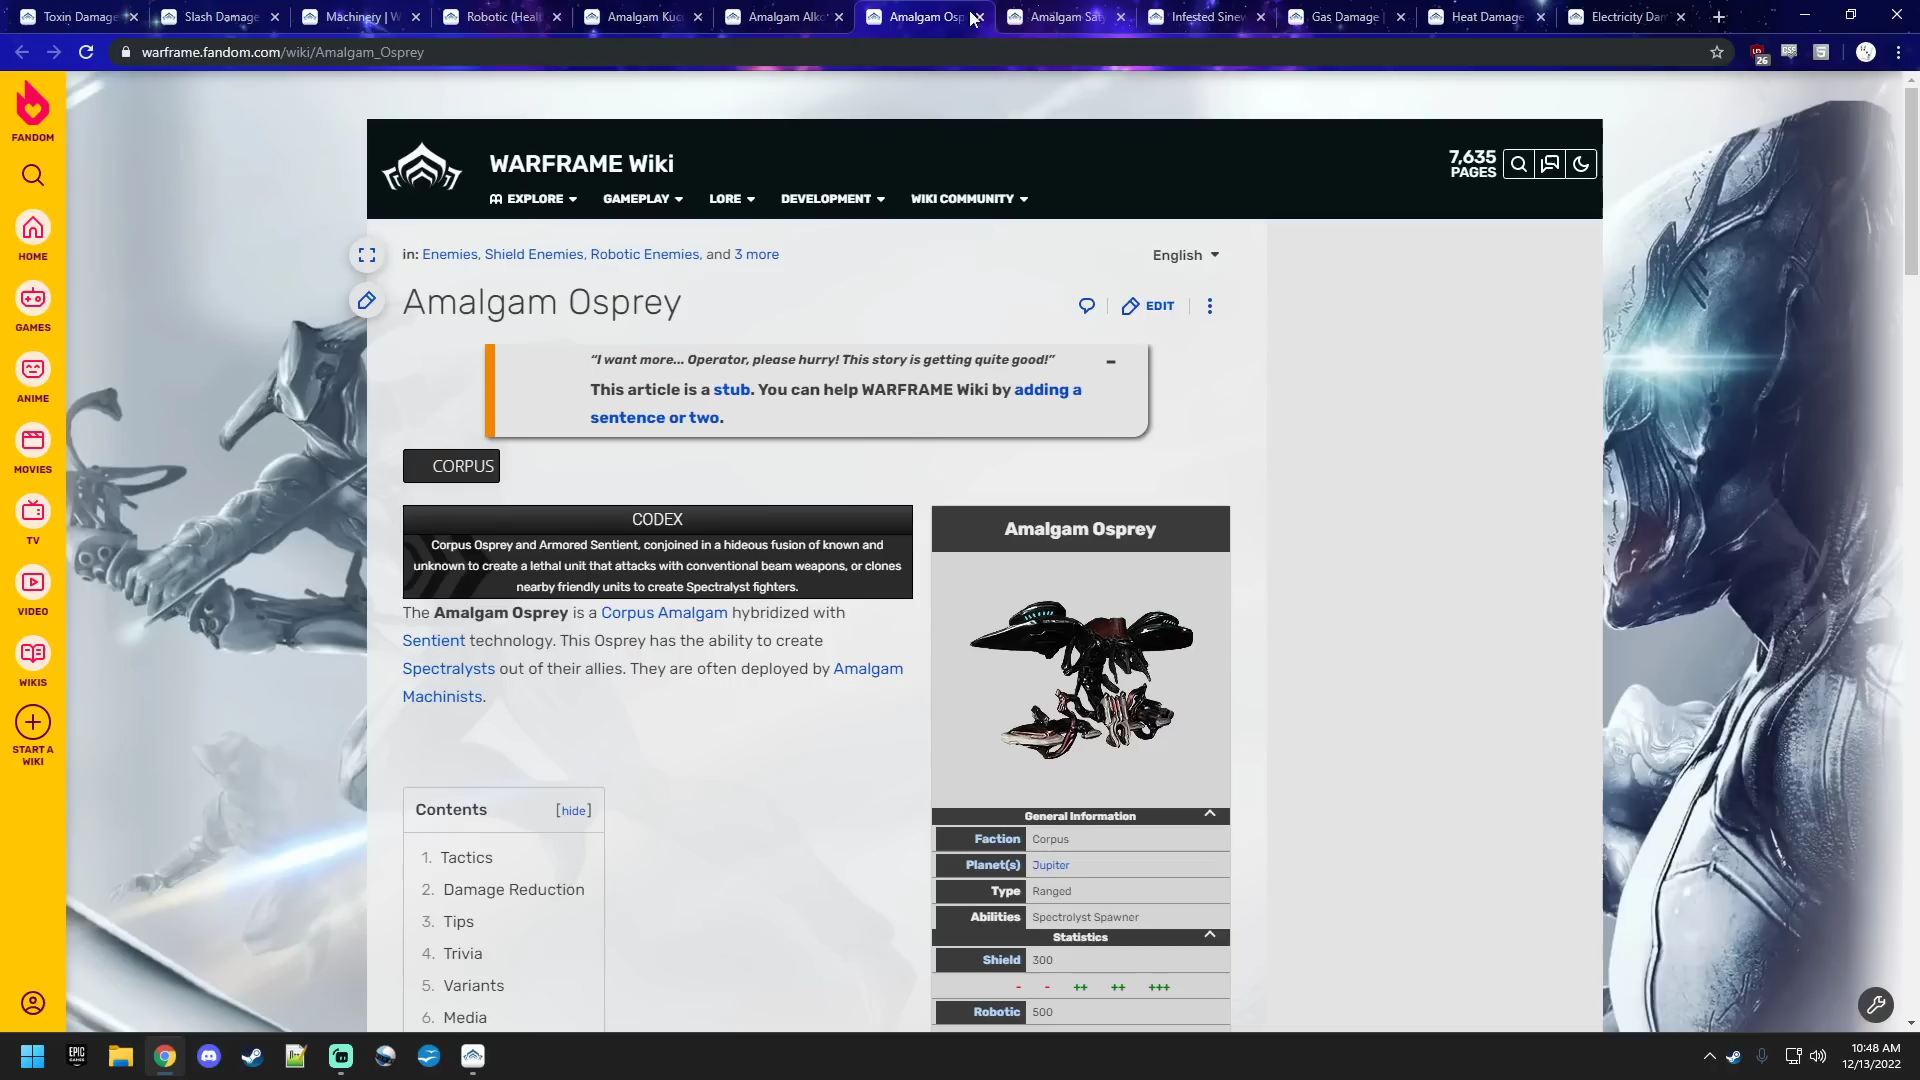 Toxin Damage
Slash Damage
Machinery | W
Robotic (Heal
Amalgam Kuc
Amalgam Alko
Amalgam Osp
Amalgam Saty
Infested Sinew
Gas Damage |
Heat Damage
Electricity Dam
warframe.fandom.com/wiki/Amalgam_Osprey
26
FANDOM
HOME
GAMES
ANIME
MOVIES
TV
VIDEO
WIKIS
START A
WIKI
WARFRAME Wiki
7,635
PAGES
EXPLORE
GAMEPLAY
LORE
DEVELOPMENT
WIKI COMMUNITY
in: Enemies, Shield Enemies, Robotic Enemies, and 3 more
English
Amalgam Osprey
EDIT
“I want more... Operator, please hurry! This story is getting quite good!”
This article is a stub. You can help WARFRAME Wiki by adding a
sentence or two.
CORPUS
CODEX
Corpus Osprey and Armored Sentient, conjoined in a hideous fusion of known and
unknown to create a lethal unit that attacks with conventional beam weapons, or clones
nearby friendly units to create Spectralyst fighters.
The Amalgam Osprey is a Corpus Amalgam hybridized with
Sentient technology. This Osprey has the ability to create
Spectralysts out of their allies. They are often deployed by Amalgam
Machinists.
Contents [hide]
1. Tactics
2. Damage Reduction
3. Tips
4. Trivia
5. Variants
6. Media
Amalgam Osprey
General Information
Faction Corpus
Planet(s) Jupiter
Type Ranged
Abilities Spectrolyst Spawner
Statistics
Shield 300
- - ++ ++ +++
Robotic 500
EPIC
GAMES
10:48 AM
12/13/2022